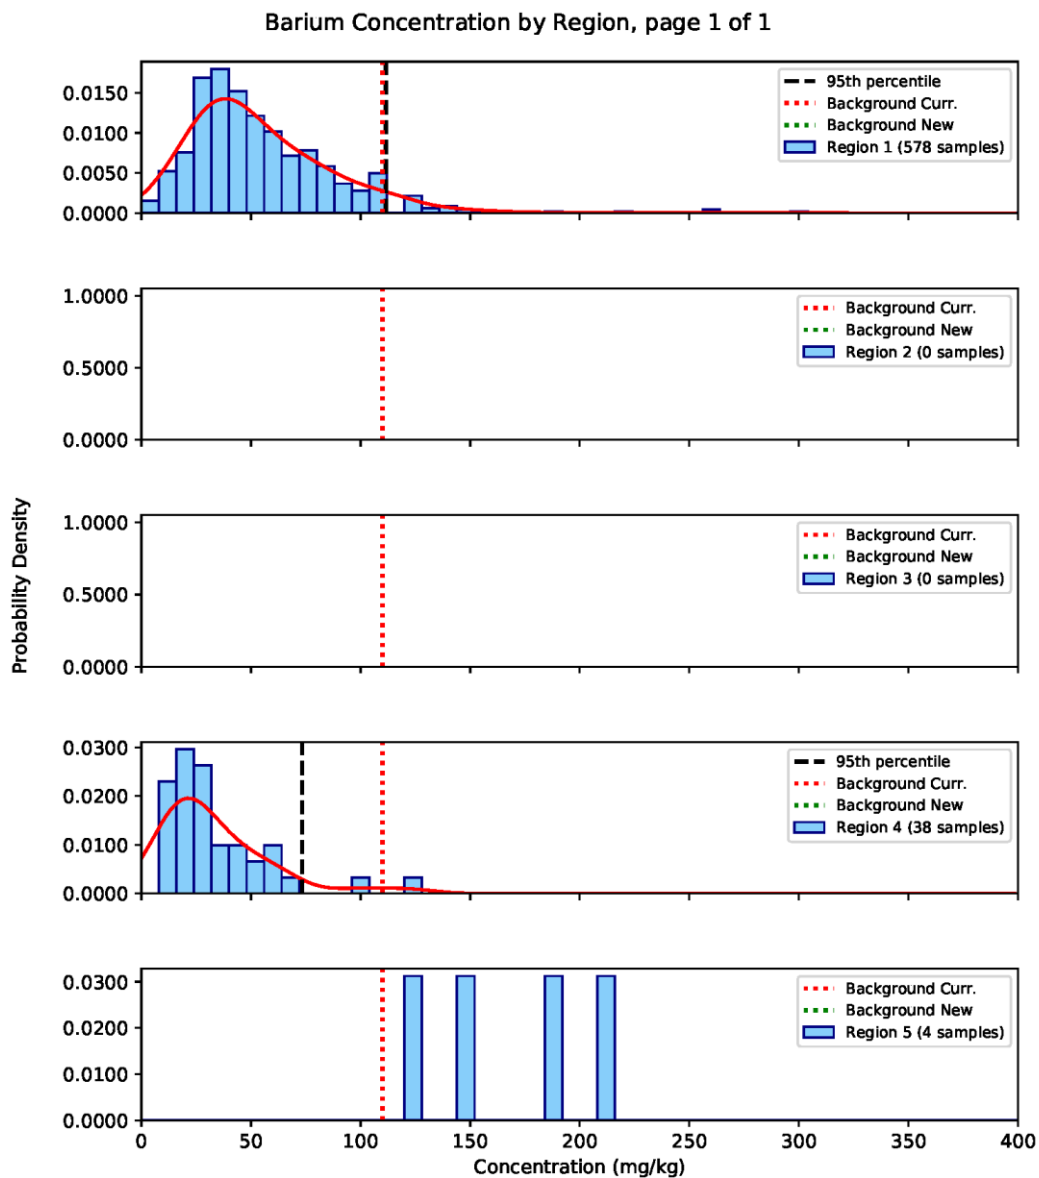 Barium Concentration by Region, page 1 of 1
0.0150
0.0100
0.0050
0.0000
95th percentile
Background Curr.
Background New
Region 1 (578 samples)
1.0000
0.5000
0.0000
Background Curr.
Background New
Region 2 (0 samples)
Probability Density
1.0000
0.5000
0.0000
Background Curr.
Background New
Region 3 (0 samples)
0.0300
0.0200
0.0100
0.0000
95th percentile
Background Curr.
Background New
Region 4 (38 samples)
0.0300
0.0200
0.0100
0.0000
Background Curr.
Background New
Region 5 (4 samples)
0 50 100 150 200 250 300 350 400
Concentration (mg/kg)